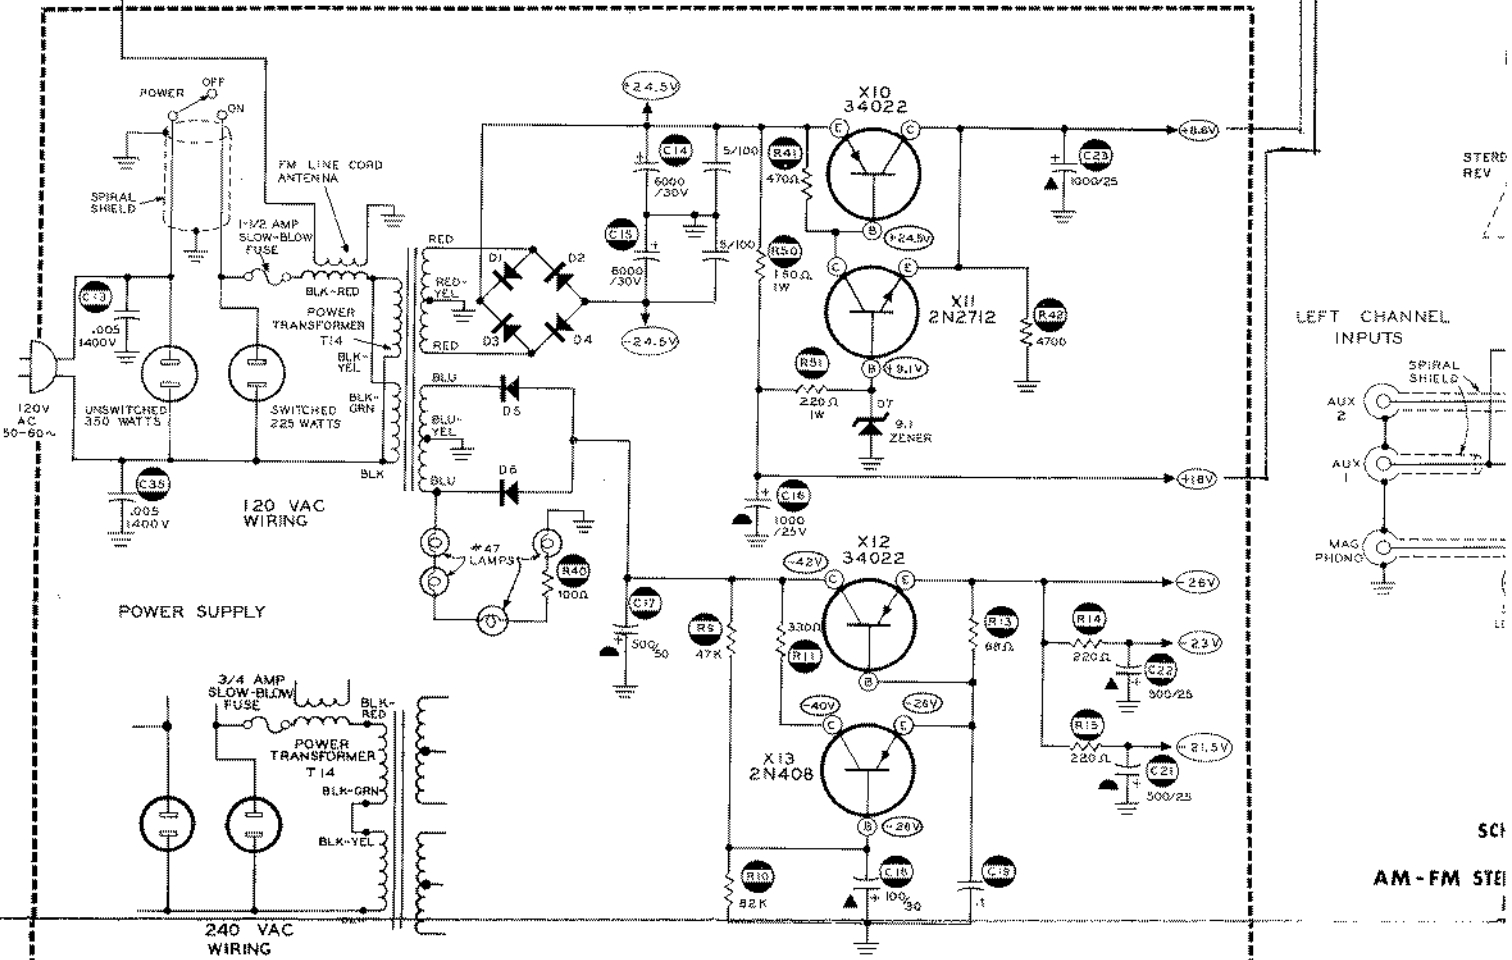 OFF
POWER
ON
SPIRAL
SHIELD
FM LINE CORD
ANTENNA
1-1/2 AMP
SLOW-BLOW
FUSE
BLK-RED
POWER
TRANSFORMER
T14
BLK-
YEL
BLK-
GRN
BLK
.005
1400V
120V
AC
50-60~
UNSWITCHED
350 WATTS
SWITCHED
225 WATTS
C35
.005
1400V
120 VAC
WIRING
RED
RED-
YEL
RED
BLU
BLU-
YEL
BLU
D1
D2
D3
D4
D5
D6
#47
LAMPS
R40
100Ω
+24.5V
C14
6000
/30V
5/100
C15
6000
/30V
5/100
-24.5V
X10
34022
E
C
B
R41
470Ω
+24.5V
R50
150Ω
1W
C
E
B
X11
2N2712
R42
4700
R51
220Ω
1W
+9.1V
D7
9.1
ZENER
C23
1000/25
+8.6V
+18V
C16
1000
/25V
X12
34022
-42V
C
E
B
C17
500/50
R9
47K
330Ω
R11
R13
68Ω
-26V
R14
220Ω
-23V
C22
500/25
R15
220Ω
-21.5V
C21
500/25
-40V
-26V
C
E
B
X13
2N408
-26V
R10
82K
C18
100/30
C19
.1
POWER SUPPLY
3/4 AMP
SLOW-BLOW
FUSE
BLK-
RED
POWER
TRANSFORMER
T14
BLK-GRN
BLK-YEL
240 VAC
WIRING
REV
LEFT CHANNEL
INPUTS
SPIRAL
SHIELD
AUX
2
AUX
1
MAG
PHONO
AM-FM